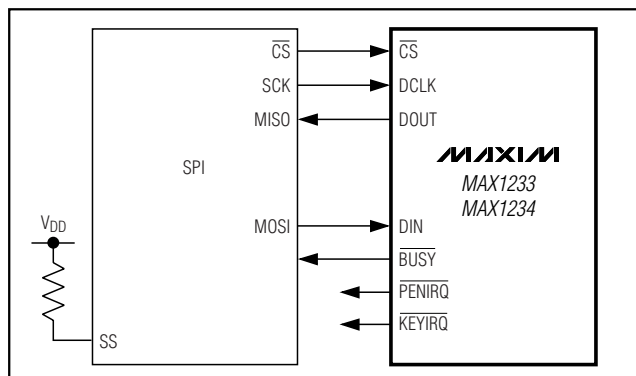 CS CS
SCK DCLK
MISO DOUT
MAXIM
SPI MAX1233
MAX1234
VDD MOSI DIN
BUSY
PENIRQ
SS KEYIRQ